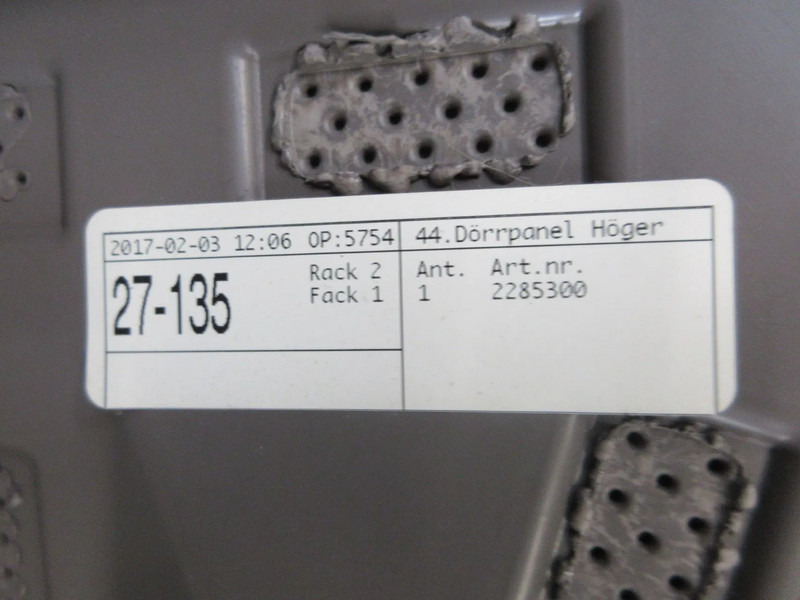 2017-02-03 12:06 OP:5754 44.Dörrpanel Höger
27-135 Rack 2 Ant. Art.nr.
Fack 1 1 2285300